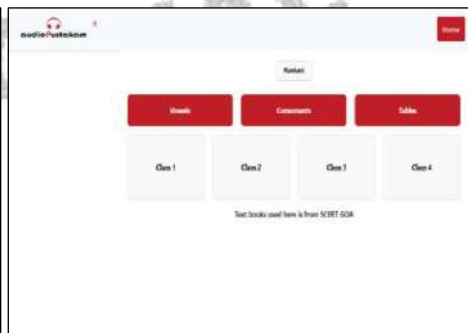 audioPustakam
Home
Konkani
Vowels Consonants Tables
Class 1 Class 2 Class 3 Class 4
Text books used here is from SCERT GOA